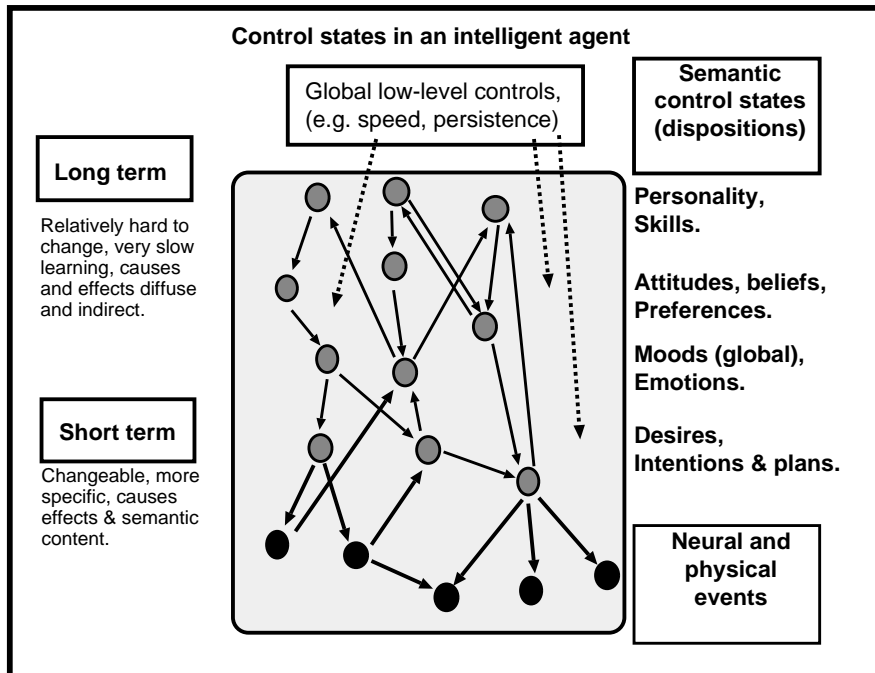 Control states in an intelligent agent
Global low-level controls,
(e.g. speed, persistence)
Semantic
control states
(dispositions)
Long term
Relatively hard to
change, very slow
learning, causes
and effects diffuse
and indirect.
Personality,
Skills.
Attitudes, beliefs,
Preferences.
Moods (global),
Emotions.
Short term
Changeable, more
specific, causes
effects & semantic
content.
Desires,
Intentions & plans.
Neural and
physical
events